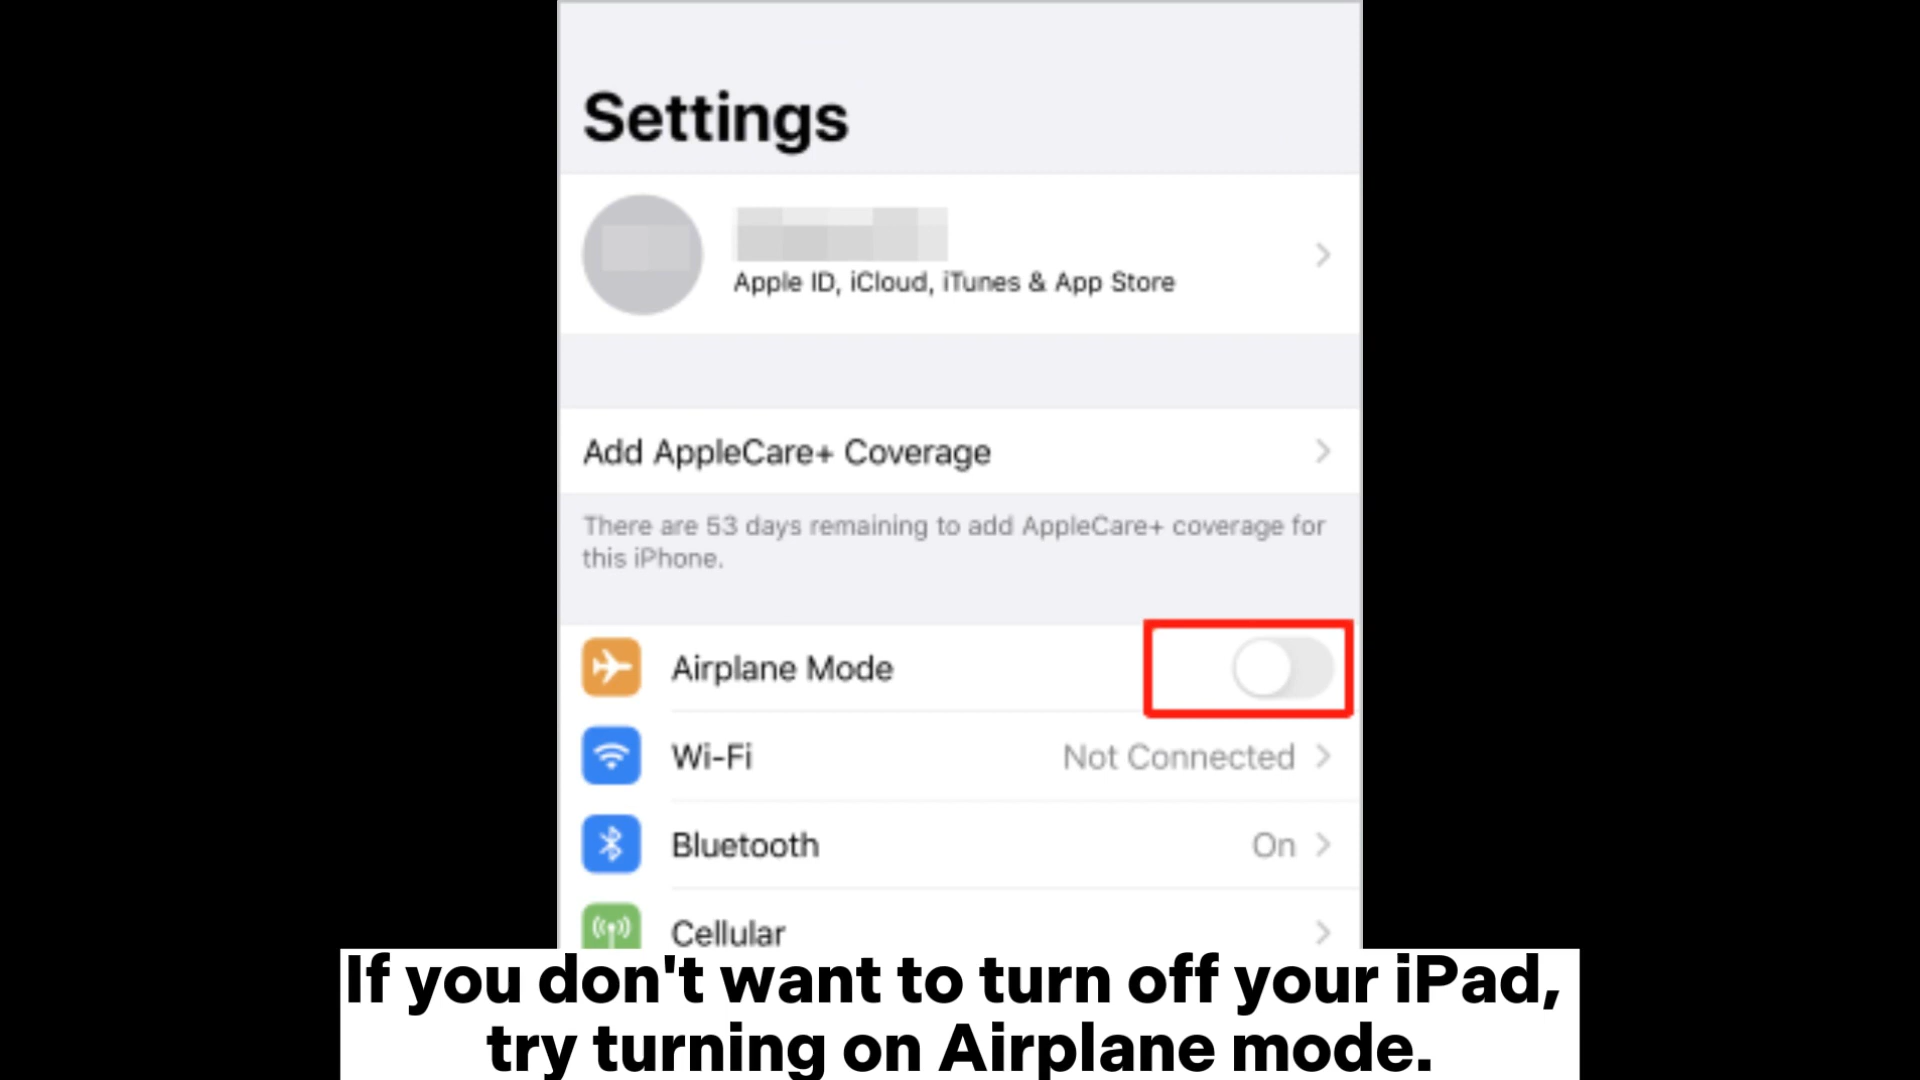 Settings
Apple ID, iCloud, iTunes & App Store
Add AppleCare+ Coverage
There are 53 days remaining to add AppleCare+ coverage for
this iPhone.
Airplane Mode
Wi-Fi Not Connected
Bluetooth On
Cellular
If you don't want to turn off your iPad,
try turning on Airplane mode.